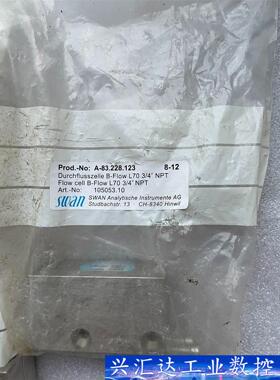 Prod.-No: A-83.228.123 8-12
Durchflusszelle B-Flow L70 3/4" NPT
Flow cell B-Flow L70 3/4" NPT
Art.-No: 105053.10
swan
SWAN Analytische Instrumente AG
Studbachstr. 13 · CH-8340 Hinwil
兴汇达工业数控